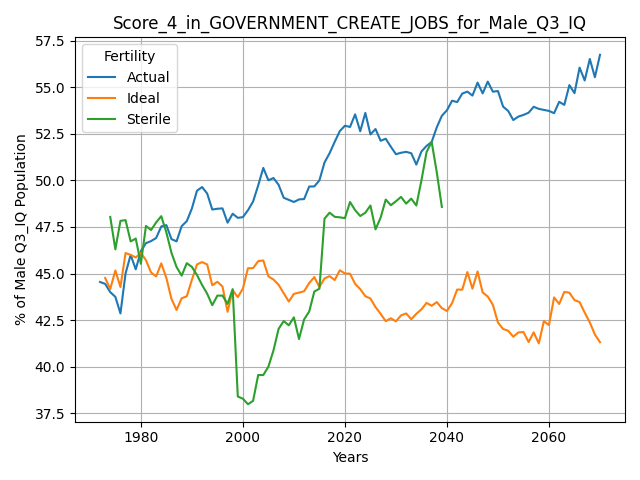 Score_4_in_GOVERNMENT_CREATE_JOBS_for_Male_Q3_IQ
% of Male Q3_IQ Population
57.5
55.0
52.5
50.0
47.5
45.0
42.5
40.0
37.5
Fertility
Actual
Ideal
Sterile
1980 2000 2020 2040 2060
Years